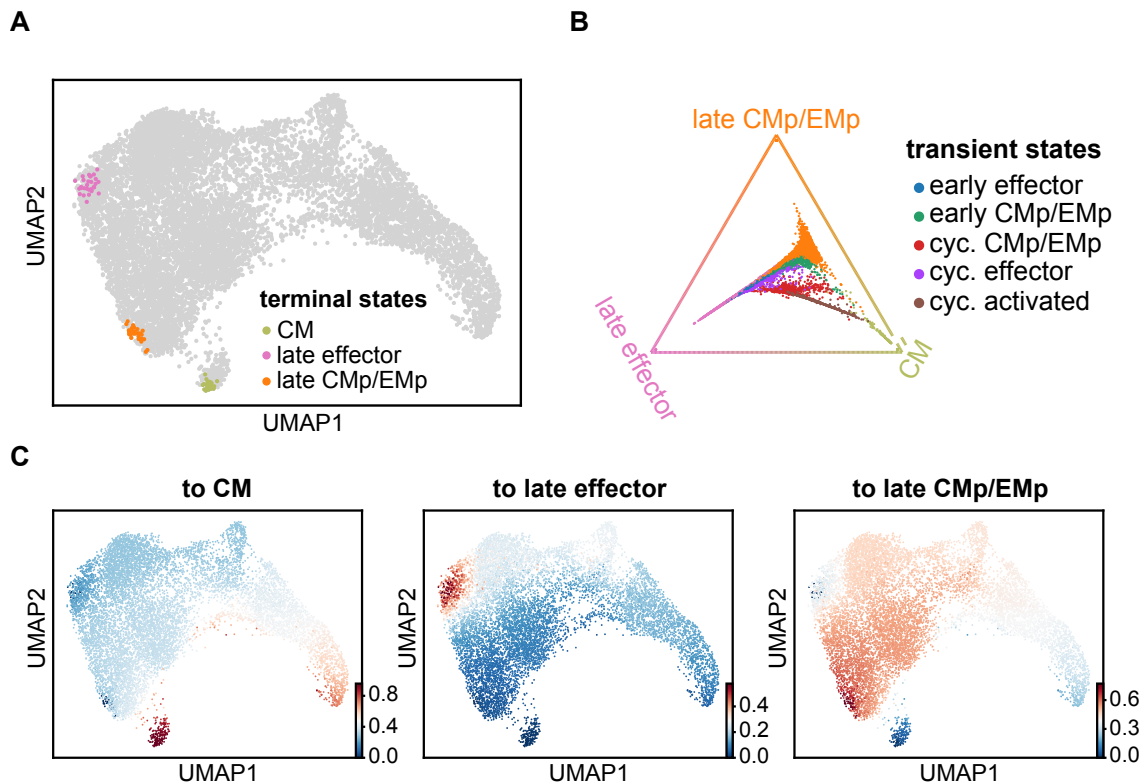 A
UMAP2
terminal states
CM
late effector
late CMp/EMp
UMAP1
B
late CMp/EMp
late effector
CM
transient states
early effector
early CMp/EMp
cyc. CMp/EMp
cyc. effector
cyc. activated
C
to CM
UMAP2
0.8
0.4
0.0
UMAP1
to late effector
UMAP2
0.4
0.2
0.0
UMAP1
to late CMp/EMp
UMAP2
0.6
0.3
0.0
UMAP1